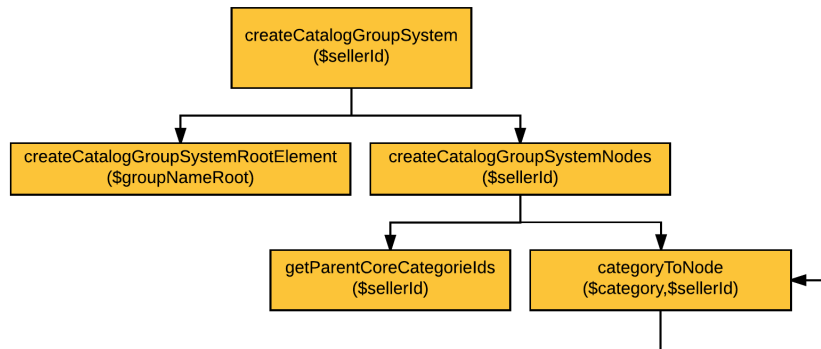 createCatalogGroupSystem
($sellerId)
createCatalogGroupSystemRootElement
($groupNameRoot)
createCatalogGroupSystemNodes
($sellerId)
getParentCoreCategorieIds
($sellerId)
categoryToNode
($category,$sellerId)